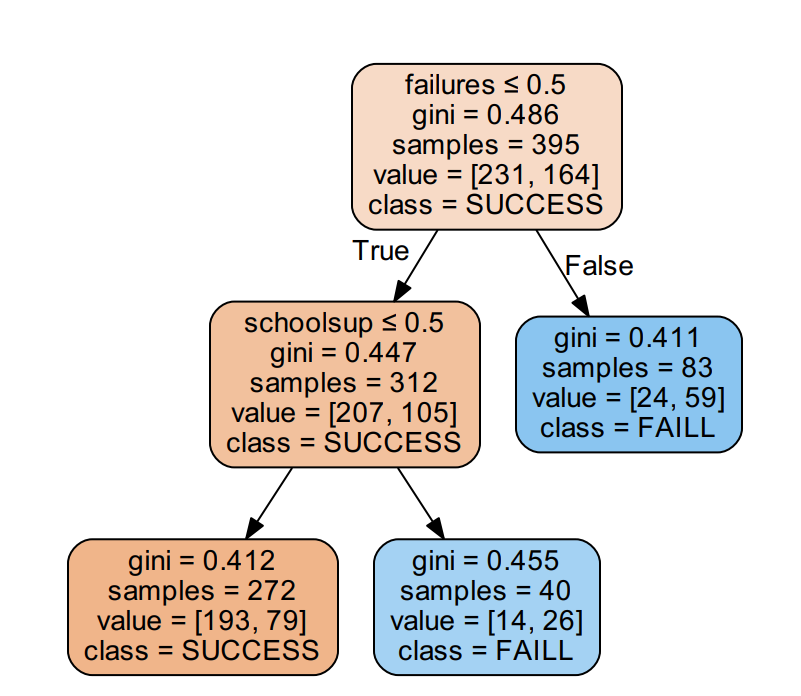 failures ≤ 0.5
gini = 0.486
samples = 395
value = [231, 164]
class = SUCCESS
True
False
schoolsup ≤ 0.5
gini = 0.447
samples = 312
value = [207, 105]
class = SUCCESS
gini = 0.411
samples = 83
value = [24, 59]
class = FAILL
gini = 0.412
samples = 272
value = [193, 79]
class = SUCCESS
gini = 0.455
samples = 40
value = [14, 26]
class = FAILL